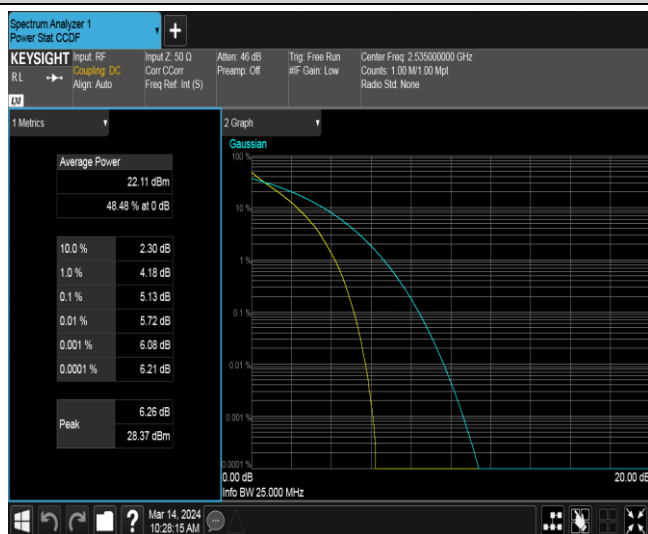 Spectrum Analyzer 1
Power Stat CCDF
+
KEYSIGHT
RL
LXI
Input: RF
Coupling: DC
Align: Auto
Input Z: 50 Ω
Corr CCorr
Freq Ref: Int (S)
Atten: 46 dB
Preamp: Off
Trig: Free Run
#IF Gain: Low
Center Freq: 2.535000000 GHz
Counts: 1.00 M/1.00 Mpt
Radio Std: None
1 Metrics
Average Power
22.11 dBm
48.48 % at 0 dB
10.0 % 2.30 dB
1.0 % 4.18 dB
0.1 % 5.13 dB
0.01 % 5.72 dB
0.001 % 6.08 dB
0.0001 % 6.21 dB
Peak
6.26 dB
28.37 dBm
2 Graph
Gaussian
100 %
10 %
1 %
0.1 %
0.01 %
0.001 %
0.0001 %
0.00 dB 20.00 dB
Info BW 25.000 MHz
?
Mar 14, 2024
10:28:15 AM